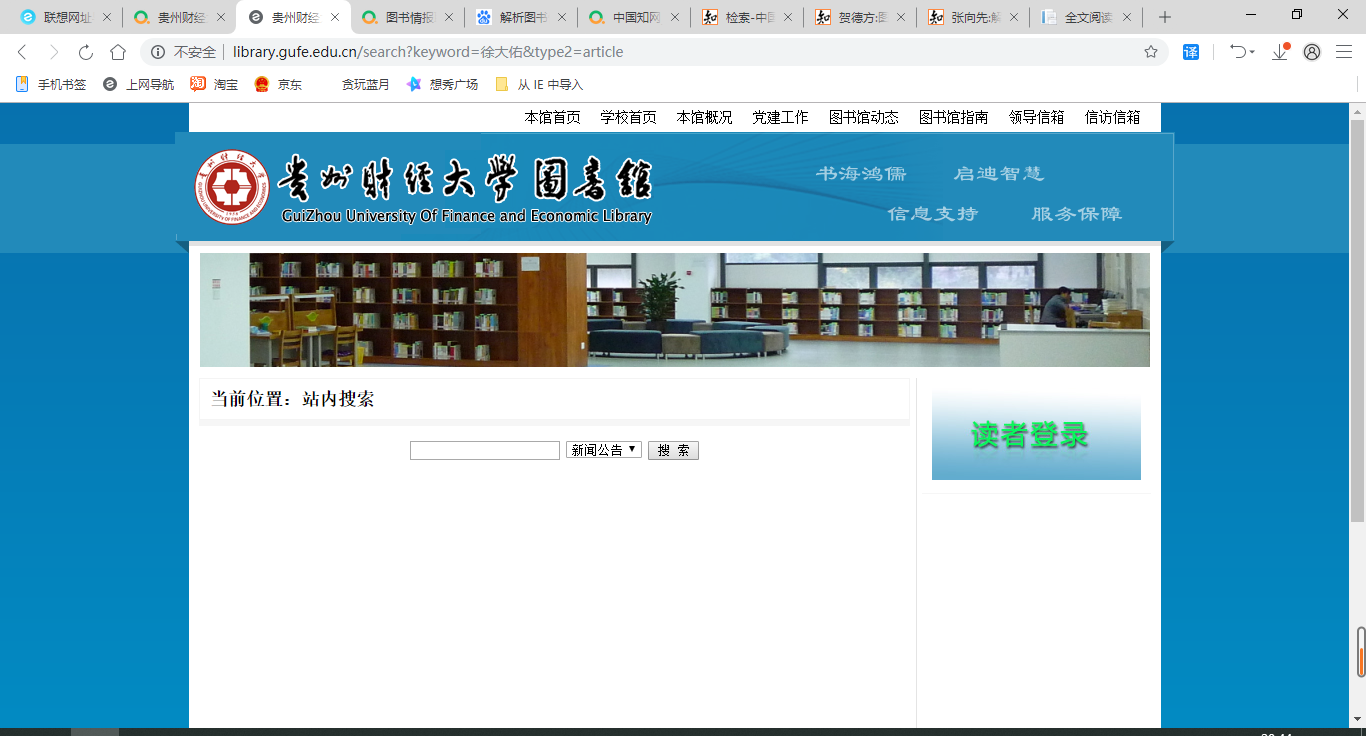 联想网址
贵州财经
贵州财经
图书情报
解析图书
中国知网
检索-中国
贺德方:图
张向先:解
全文阅读
不安全
library.gufe.edu.cn/search?keyword=徐大佑&type2=article
译
手机书签
上网导航
淘
淘宝
京东
贪玩蓝月
想秀广场
从 IE 中导入
本馆首页 学校首页 本馆概况 党建工作 图书馆动态 图书馆指南 领导信箱 信访信箱
贵州财经大学图書舘
GuiZhou University Of Finance and Economic Library
书海鸿儒 启迪智慧
信息支持 服务保障
当前位置：站内搜索
新闻公告
搜 索
读者登录